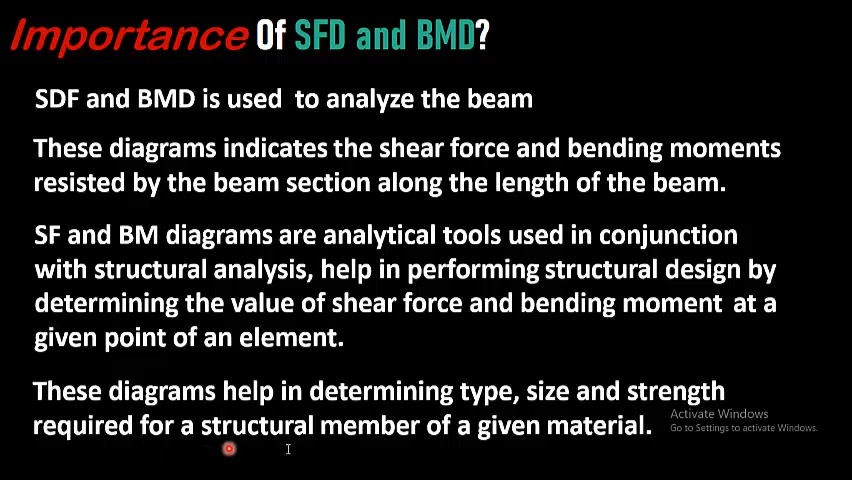 Importance Of SFD and BMD?
SDF and BMD is used to analyze the beam
These diagrams indicates the shear force and bending moments
resisted by the beam section along the length of the beam.
SF and BM diagrams are analytical tools used in conjunction
with structural analysis, help in performing structural design by
determining the value of shear force and bending moment at a
given point of an element.
These diagrams help in determining type, size and strength
required for a structural member of a given material.
Activate Windows
Go to Settings to activate Windows.